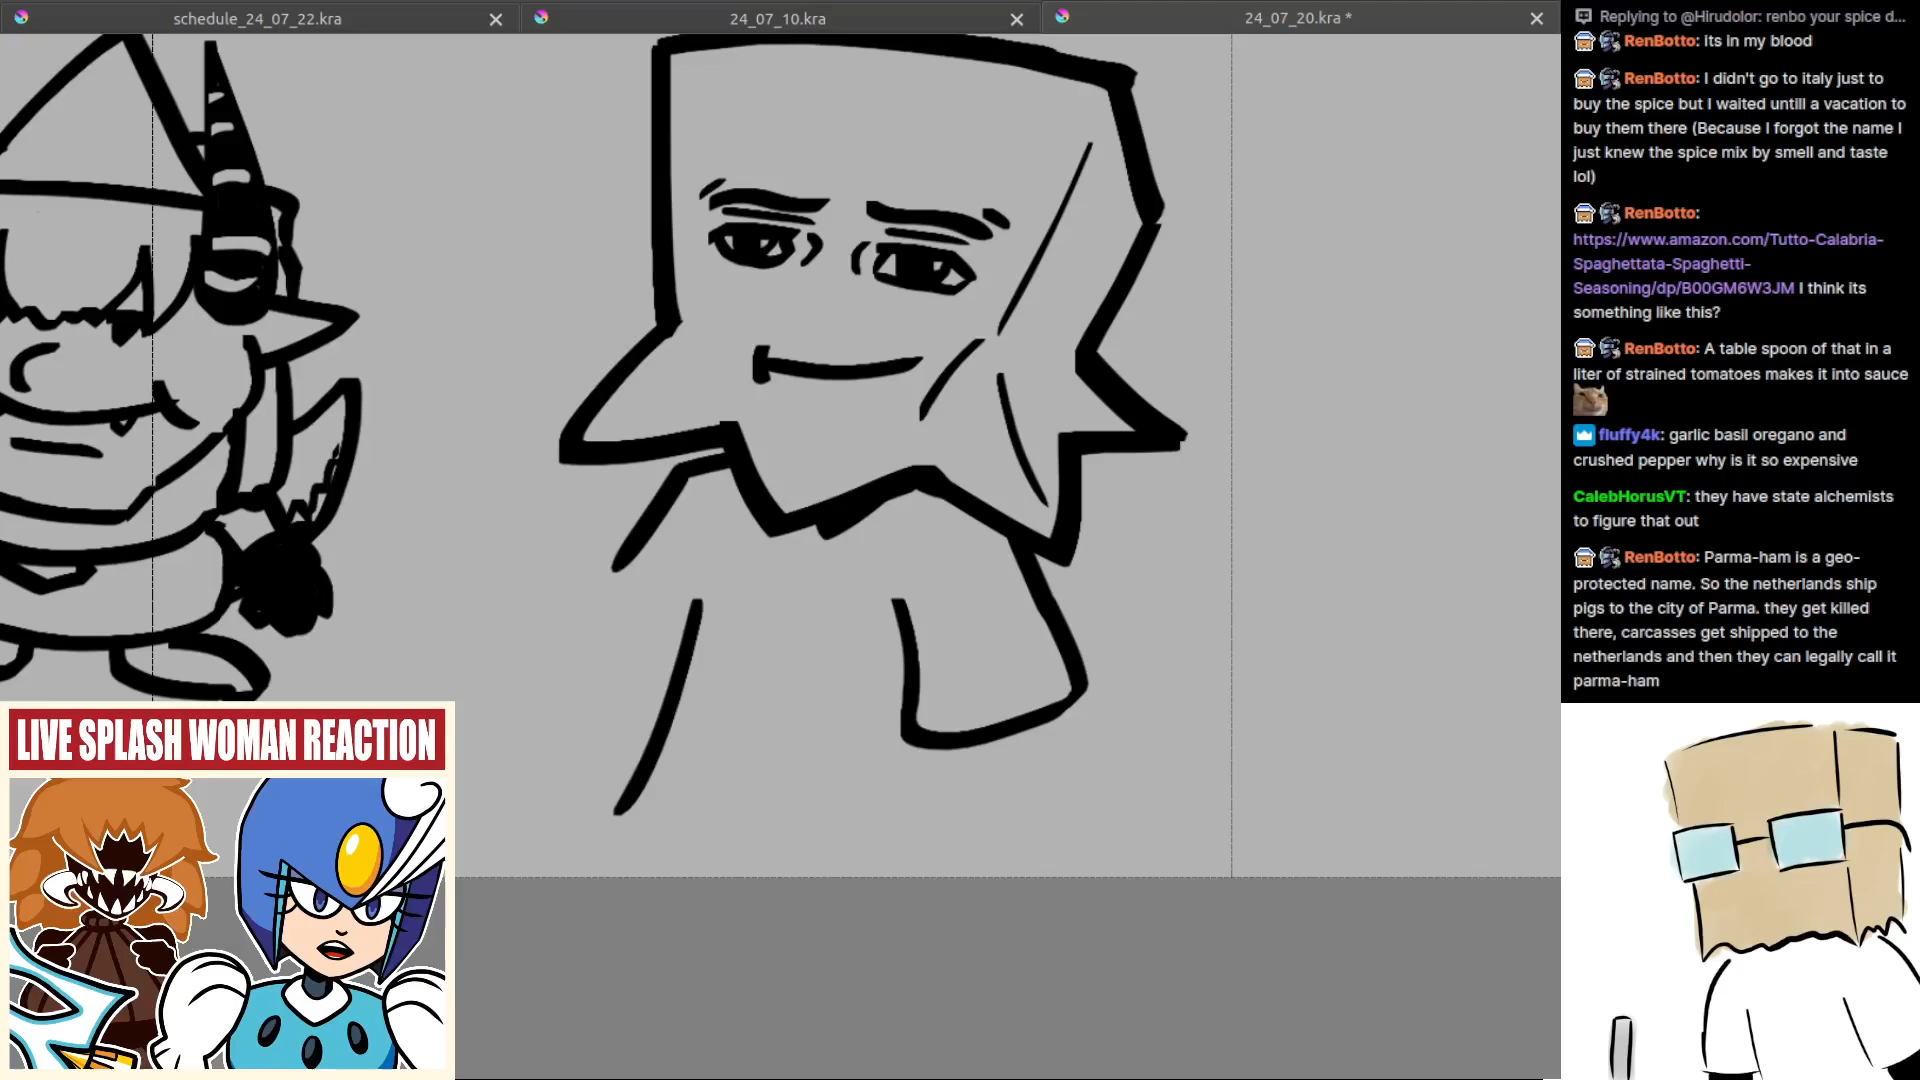 schedule_24_07_22.kra
24_07_10.kra
24_07_20.kra *
Replying to @Hirudolor: renbo your spice d...
RenBotto: its in my blood
RenBotto: I didn't go to italy just to
buy the spice but I waited untill a vacation to
buy them there (Because I forgot the name I
just knew the spice mix by smell and taste
lol)
RenBotto:
https://www.amazon.com/Tutto-Calabria-
Spaghettata-Spaghetti-
Seasoning/dp/B00GM6W3JM I think its
something like this?
RenBotto: A table spoon of that in a
liter of strained tomatoes makes it into sauce
fluffy4k: garlic basil oregano and
crushed pepper why is it so expensive
CalebHorusVT: they have state alchemists
to figure that out
RenBotto: Parma-ham is a geo-
protected name. So the netherlands ship
pigs to the city of Parma. they get killed
there, carcasses get shipped to the
netherlands and then they can legally call it
parma-ham
LIVE SPLASH WOMAN REACTION